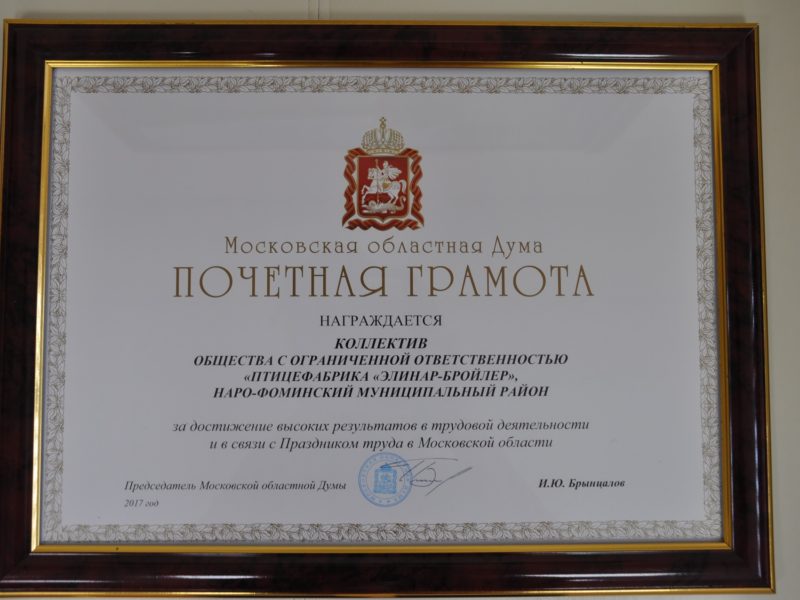 Московская областная Дума
ПОЧЕТНАЯ ГРАМОТА
НАГРАЖДАЕТСЯ
КОЛЛЕКТИВ
ОБЩЕСТВА С ОГРАНИЧЕННОЙ ОТВЕТСТВЕННОСТЬЮ
«ПТИЦЕФАБРИКА «ЭЛИНАР-БРОЙЛЕР»,
НАРО-ФОМИНСКИЙ МУНИЦИПАЛЬНЫЙ РАЙОН
за достижение высоких результатов в трудовой деятельности
и в связи с Праздником труда в Московской области
Председатель Московской областной Думы
И.Ю. Брынцалов
2017 год